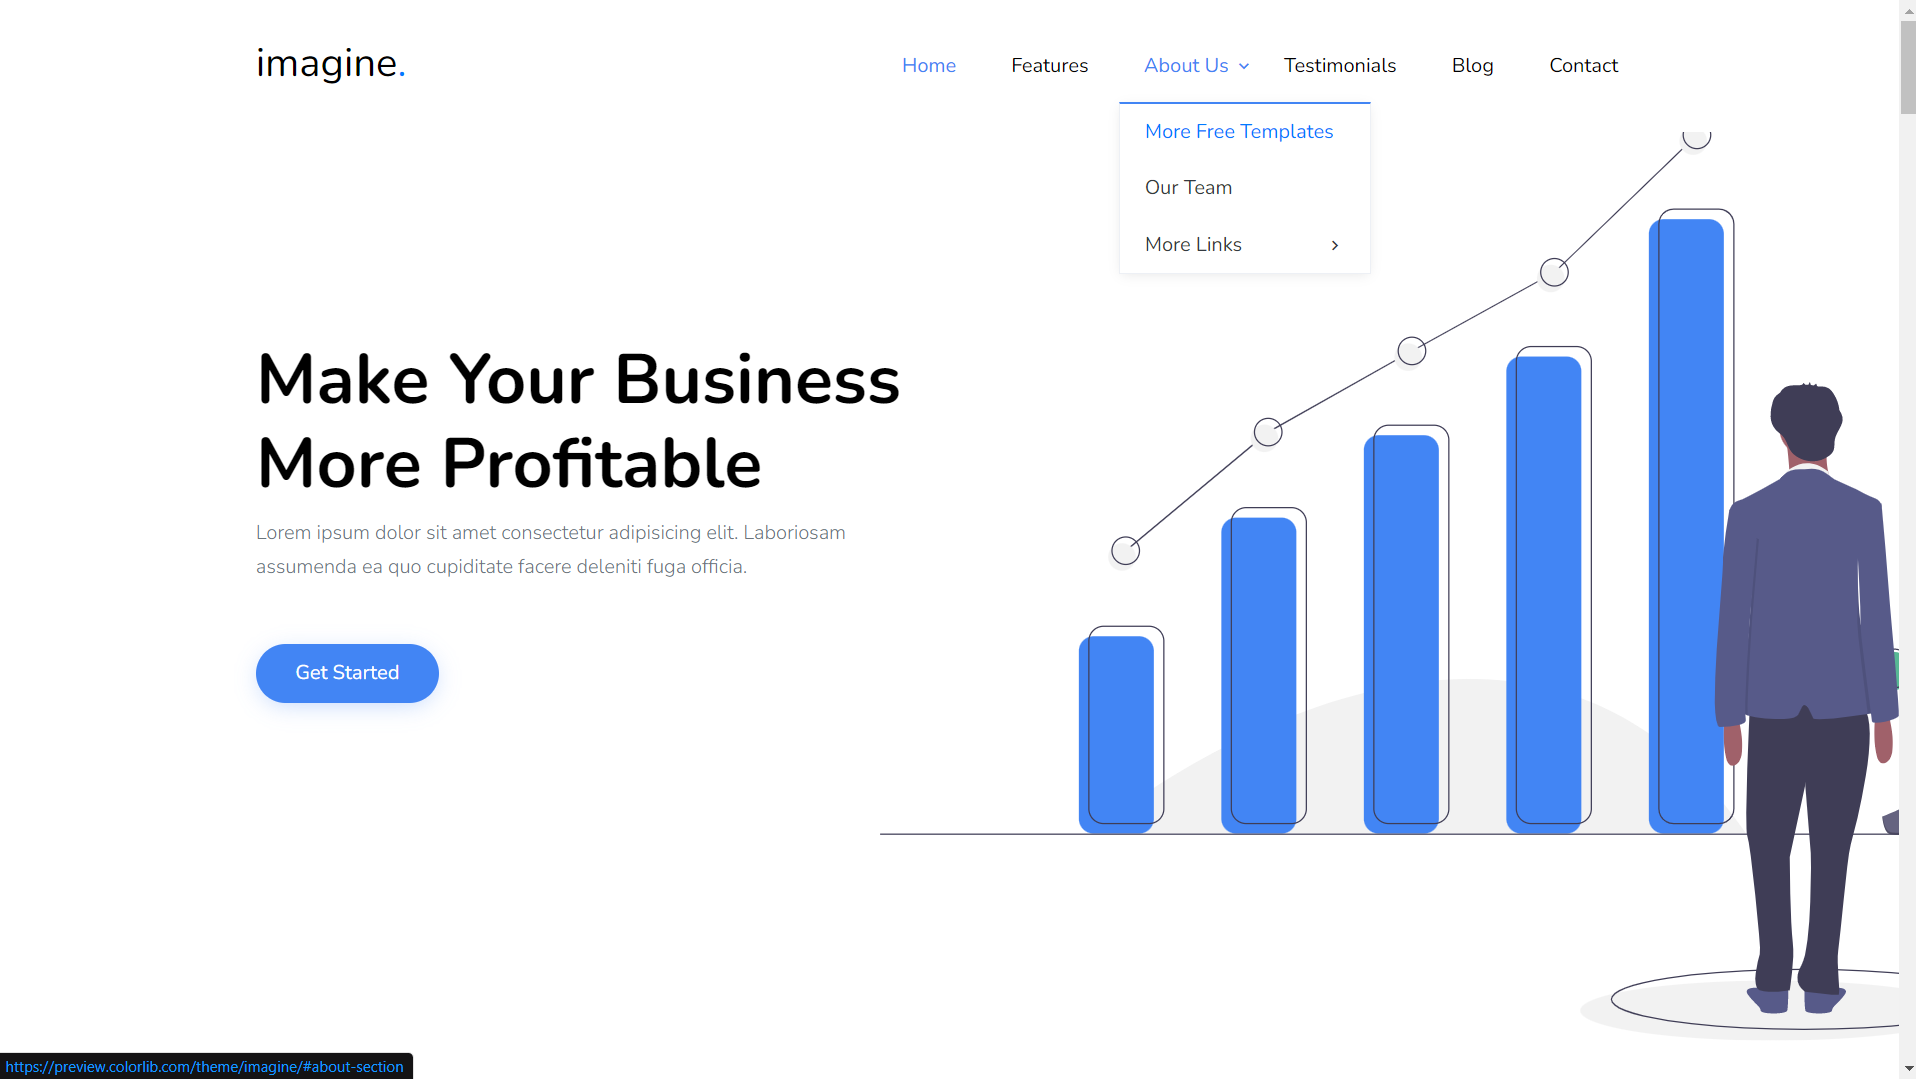 imagine.
Home Features About Us Testimonials Blog Contact
More Free Templates
Our Team
More Links
Make Your Business
More Profitable
Lorem ipsum dolor sit amet consectetur adipisicing elit. Laboriosam
assumenda ea quo cupiditate facere deleniti fuga officia.
Get Started
https://preview.colorlib.com/theme/imagine/#about-section